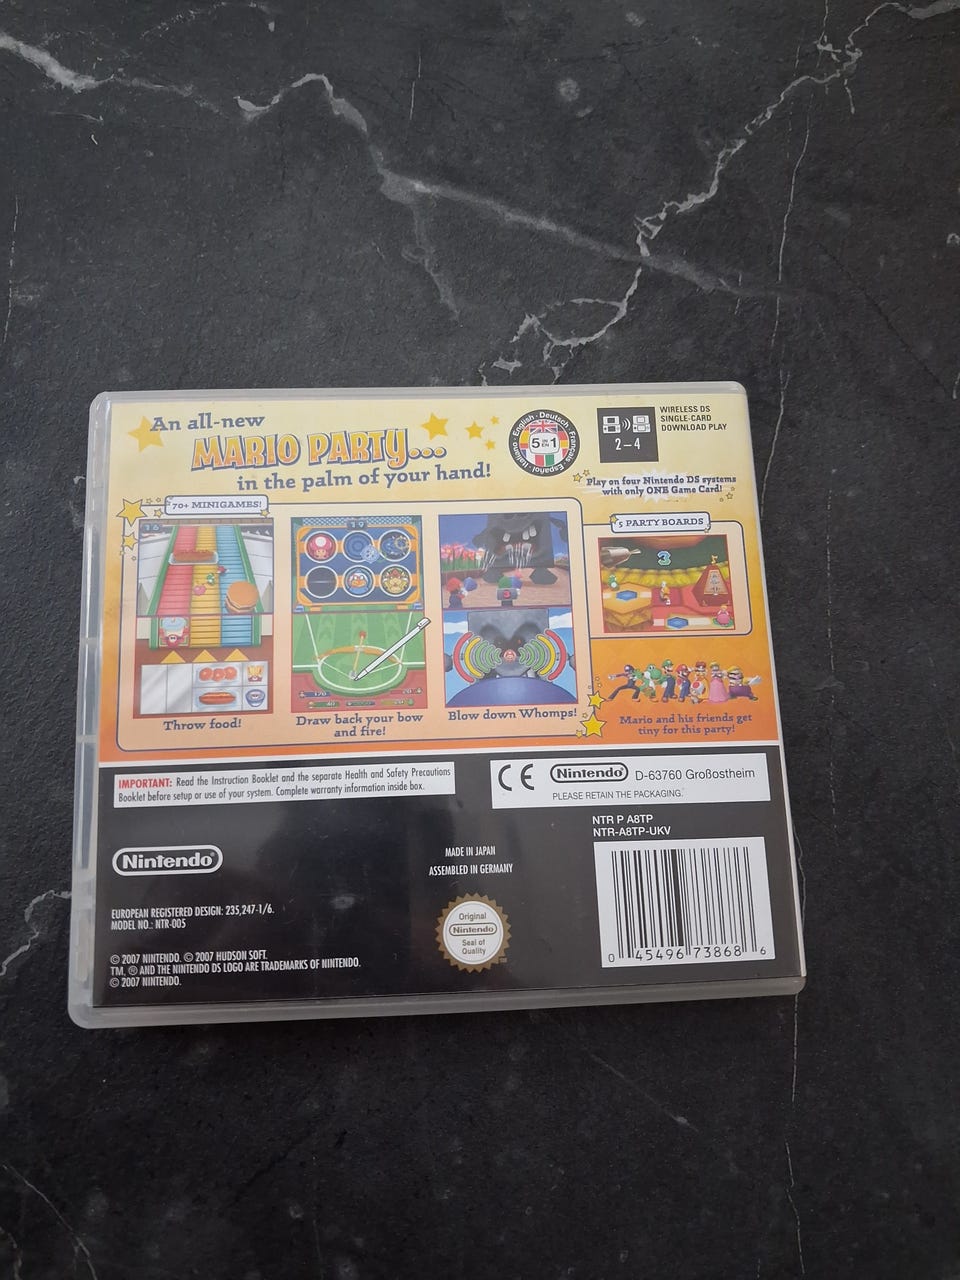 An all-new
MARIO PARTY...
in the palm of your hand!
English · Deutsch · Français · Español · Italiano
5 IN 1
2-4
WIRELESS DS
SINGLE-CARD
DOWNLOAD PLAY
Play on four Nintendo DS systems
with only ONE Game Card!
70+ MINIGAMES!
5 PARTY BOARDS
16
19
3
3
Throw food!
Draw back your bow
and fire!
Blow down Whomps!
Mario and his friends get
tiny for this party!
IMPORTANT: Read the Instruction Booklet and the separate Health and Safety Precautions
Booklet before setup or use of your system. Complete warranty information inside box.
CE Nintendo D-63760 Großostheim
PLEASE RETAIN THE PACKAGING.
NTR P A8TP
NTR-A8TP-UKV
Nintendo®
MADE IN JAPAN
ASSEMBLED IN GERMANY
EUROPEAN REGISTERED DESIGN: 235,247-1/6.
MODEL NO.: NTR-005
Original
Nintendo
Seal of
Quality
© 2007 NINTENDO. © 2007 HUDSON SOFT.
TM, ® AND THE NINTENDO DS LOGO ARE TRADEMARKS OF NINTENDO.
© 2007 NINTENDO.
0 45496 73868 6